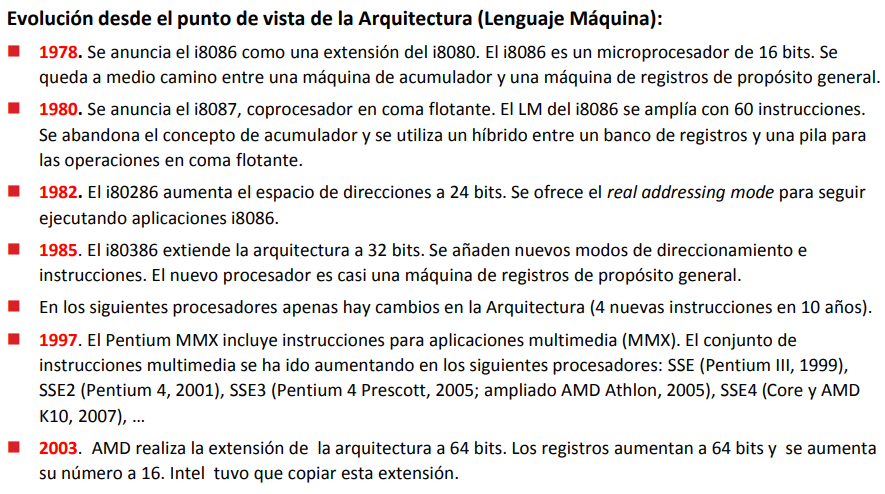 Evolución desde el punto de vista de la Arquitectura (Lenguaje Máquina):
1978. Se anuncia el i8086 como una extensión del i8080. El i8086 es un microprocesador de 16 bits. Se
queda a medio camino entre una máquina de acumulador y una máquina de registros de propósito general.
1980. Se anuncia el i8087, coprocesador en coma flotante. El LM del i8086 se amplía con 60 instrucciones.
Se abandona el concepto de acumulador y se utiliza un híbrido entre un banco de registros y una pila para
las operaciones en coma flotante.
1982. El i80286 aumenta el espacio de direcciones a 24 bits. Se ofrece el real addressing mode para seguir
ejecutando aplicaciones i8086.
1985. El i80386 extiende la arquitectura a 32 bits. Se añaden nuevos modos de direccionamiento e
instrucciones. El nuevo procesador es casi una máquina de registros de propósito general.
En los siguientes procesadores apenas hay cambios en la Arquitectura (4 nuevas instrucciones en 10 años).
1997. El Pentium MMX incluye instrucciones para aplicaciones multimedia (MMX). El conjunto de
instrucciones multimedia se ha ido aumentando en los siguientes procesadores: SSE (Pentium III, 1999),
SSE2 (Pentium 4, 2001), SSE3 (Pentium 4 Prescott, 2005; ampliado AMD Athlon, 2005), SSE4 (Core y AMD
K10, 2007), …
2003. AMD realiza la extensión de la arquitectura a 64 bits. Los registros aumentan a 64 bits y se aumenta
su número a 16. Intel tuvo que copiar esta extensión.